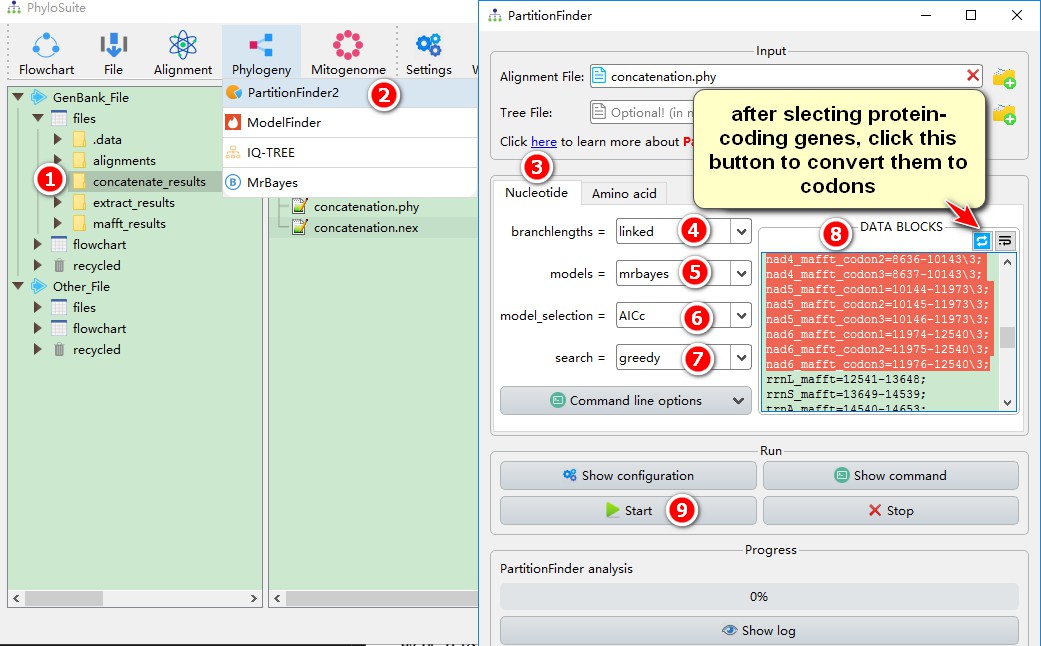 PhyloSuite
Flowchart
File
Alignment
Phylogeny
Mitogenome
Settings
W
GenBank_File
files
.data
alignments
1
concatenate_results
extract_results
mafft_results
flowchart
recycled
Other_File
files
flowchart
recycled
PartitionFinder2
2
ModelFinder
IQ-TREE
MrBayes
concatenation.phy
concatenation.nex
PartitionFinder
Input
Alignment File:
concatenation.phy
Tree File:
Optional! (in n
Click here to learn more about Pa
after slecting protein-
coding genes, click this
button to convert them to
codons
3
Nucleotide
Amino acid
branchlengths =
linked
4
models =
mrbayes
5
model_selection =
AICc
6
search =
greedy
7
Command line options
8
DATA BLOCKS
nad4_mafft_codon2=8636-10143\3;
nad4_mafft_codon3=8637-10143\3;
nad5_mafft_codon1=10144-11973\3;
nad5_mafft_codon2=10145-11973\3;
nad5_mafft_codon3=10146-11973\3;
nad6_mafft_codon1=11974-12540\3;
nad6_mafft_codon2=11975-12540\3;
nad6_mafft_codon3=11976-12540\3;
rrnL_mafft=12541-13648;
rrnS_mafft=13649-14539;
trnA_mafft=14540-14653;
Run
Show configuration
Show command
Start
9
Stop
Progress
PartitionFinder analysis
0%
Show log